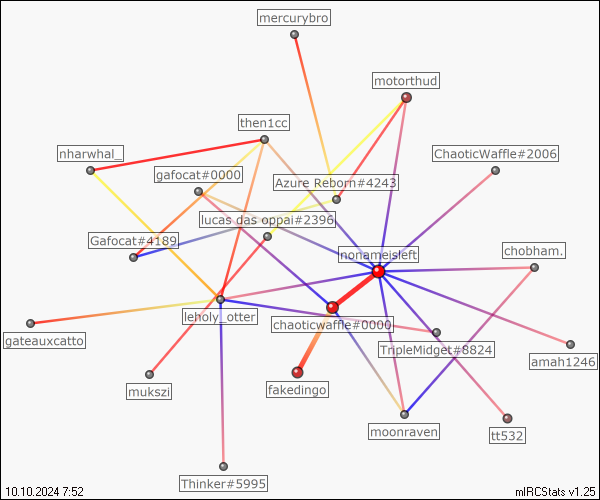 mercurybro
motorthud
then1cc
nharwhal_
ChaoticWaffle#2006
gafocat#0000
Azure Reborn#4243
lucas das oppai#2396
Gafocat#4189
nonameisleft
chobham.
leholy_otter
chaoticwaffle#0000
gateauxcatto
TripleMidget#8824
amah1246
mukszi
fakedingo
moonraven
tt532
Thinker#5995
10.10.2024 7:52
mIRCStats v1.25